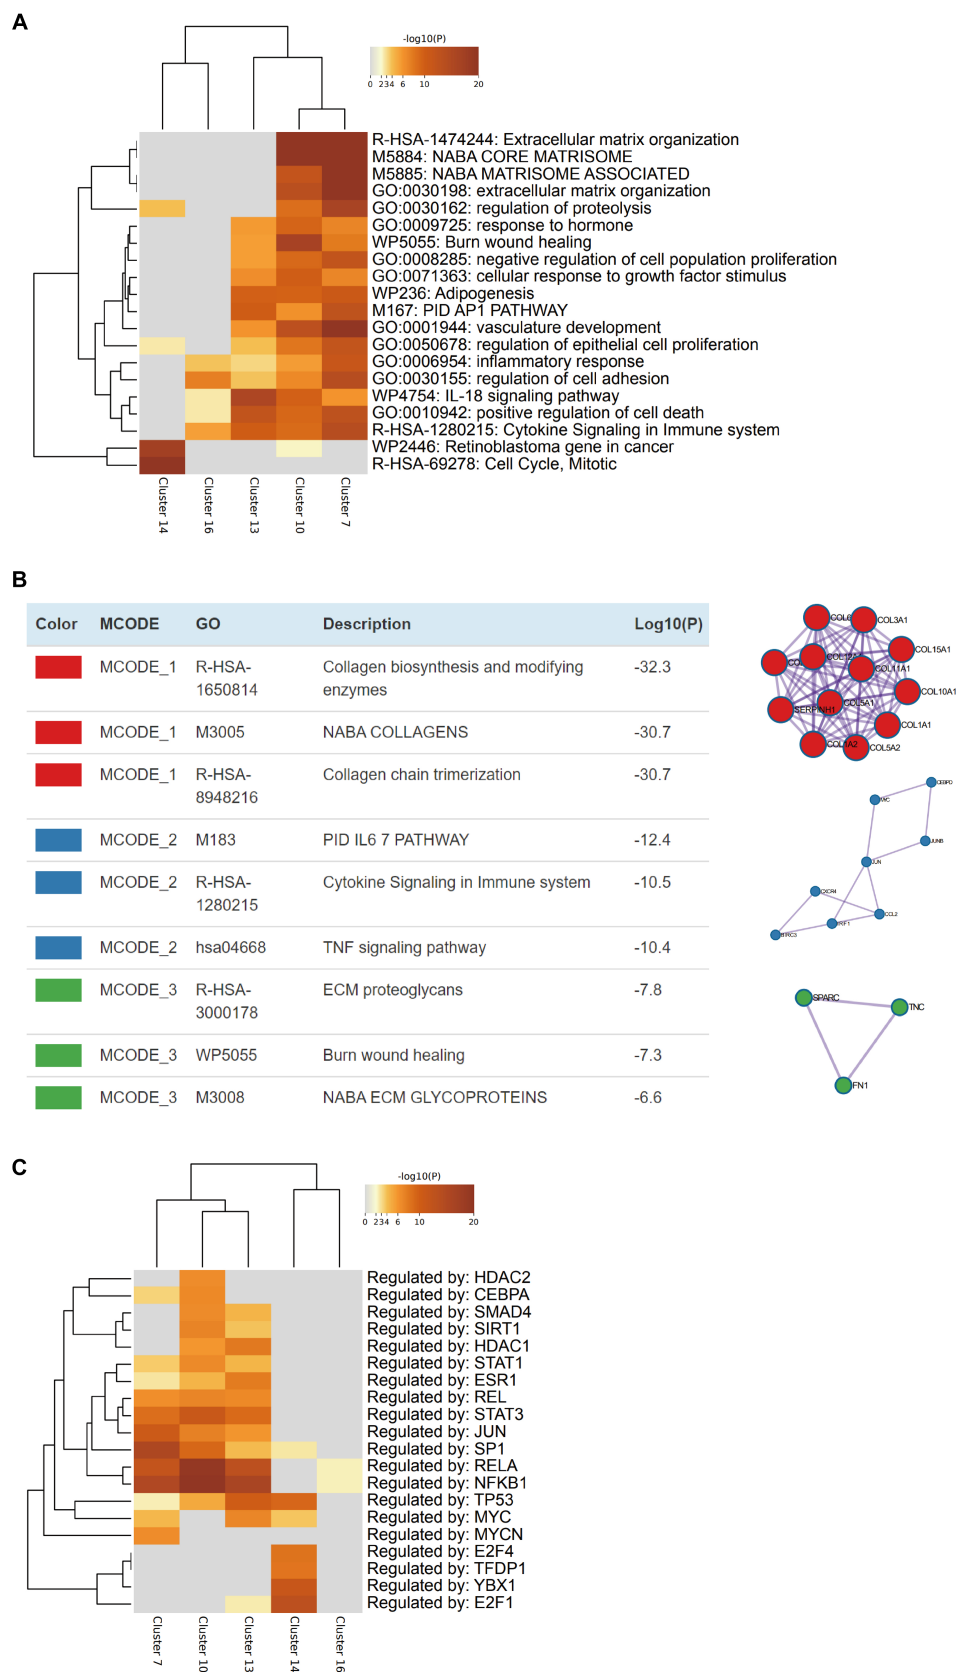 A
-log10(P)
0 2 3 4 6 10 20
R-HSA-1474244: Extracellular matrix organization
M5884: NABA CORE MATRISOME
M5885: NABA MATRISOME ASSOCIATED
GO:0030198: extracellular matrix organization
GO:0030162: regulation of proteolysis
GO:0009725: response to hormone
WP5055: Burn wound healing
GO:0008285: negative regulation of cell population proliferation
GO:0071363: cellular response to growth factor stimulus
WP236: Adipogenesis
M167: PID AP1 PATHWAY
GO:0001944: vasculature development
GO:0050678: regulation of epithelial cell proliferation
GO:0006954: inflammatory response
GO:0030155: regulation of cell adhesion
WP4754: IL-18 signaling pathway
GO:0010942: positive regulation of cell death
R-HSA-1280215: Cytokine Signaling in Immune system
WP2446: Retinoblastoma gene in cancer
R-HSA-69278: Cell Cycle, Mitotic
Cluster 14
Cluster 16
Cluster 13
Cluster 10
Cluster 7
B
Color MCODE GO Description Log10(P)
MCODE_1 R-HSA-1650814 Collagen biosynthesis and modifying enzymes -32.3
MCODE_1 M3005 NABA COLLAGENS -30.7
MCODE_1 R-HSA-8948216 Collagen chain trimerization -30.7
MCODE_2 M183 PID IL6 7 PATHWAY -12.4
MCODE_2 R-HSA-1280215 Cytokine Signaling in Immune system -10.5
MCODE_2 hsa04668 TNF signaling pathway -10.4
MCODE_3 R-HSA-3000178 ECM proteoglycans -7.8
MCODE_3 WP5055 Burn wound healing -7.3
MCODE_3 M3008 NABA ECM GLYCOPROTEINS -6.6
COL3A1
COL15A1
COL11A1
COL10A1
COL5A1
SERPINH1
COL1A1
COL1A2
COL5A2
CEBPD
MYC
JUNB
JUN
CXCR4
CCL2
IRF1
BIRC3
SPARC
TNC
FN1
C
-log10(P)
0 2 3 4 6 10 20
Regulated by: HDAC2
Regulated by: CEBPA
Regulated by: SMAD4
Regulated by: SIRT1
Regulated by: HDAC1
Regulated by: STAT1
Regulated by: ESR1
Regulated by: REL
Regulated by: STAT3
Regulated by: JUN
Regulated by: SP1
Regulated by: RELA
Regulated by: NFKB1
Regulated by: TP53
Regulated by: MYC
Regulated by: MYCN
Regulated by: E2F4
Regulated by: TFDP1
Regulated by: YBX1
Regulated by: E2F1
Cluster 7
Cluster 10
Cluster 13
Cluster 14
Cluster 16